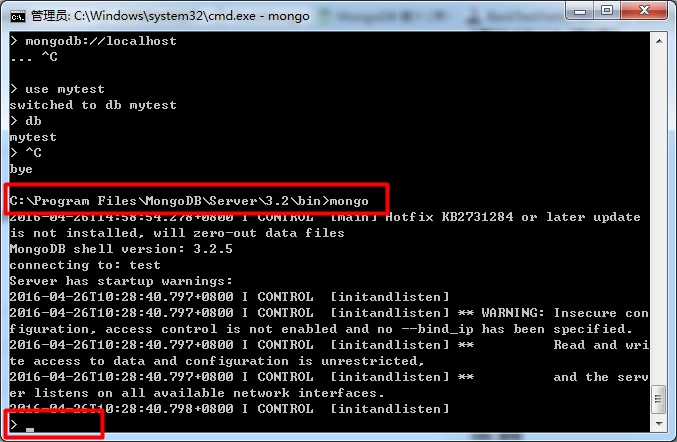 管理员: C:\Windows\system32\cmd.exe - mongo
> mongodb://localhost
... ^C
> use mytest
switched to db mytest
> db
mytest
> ^C
bye
C:\Program Files\MongoDB\Server\3.2\bin>mongo
2016-04-26T14:58:54.278+0800 I CONTROL  [main] Hotfix KB2731284 or later update
is not installed, will zero-out data files
MongoDB shell version: 3.2.5
connecting to: test
Server has startup warnings:
2016-04-26T10:28:40.797+0800 I CONTROL  [initandlisten]
2016-04-26T10:28:40.797+0800 I CONTROL  [initandlisten] ** WARNING: Insecure con
figuration, access control is not enabled and no --bind_ip has been specified.
2016-04-26T10:28:40.797+0800 I CONTROL  [initandlisten] **          Read and wri
te access to data and configuration is unrestricted,
2016-04-26T10:28:40.797+0800 I CONTROL  [initandlisten] **          and the serv
er listens on all available network interfaces.
2016-04-26T10:28:40.798+0800 I CONTROL  [initandlisten]
> _